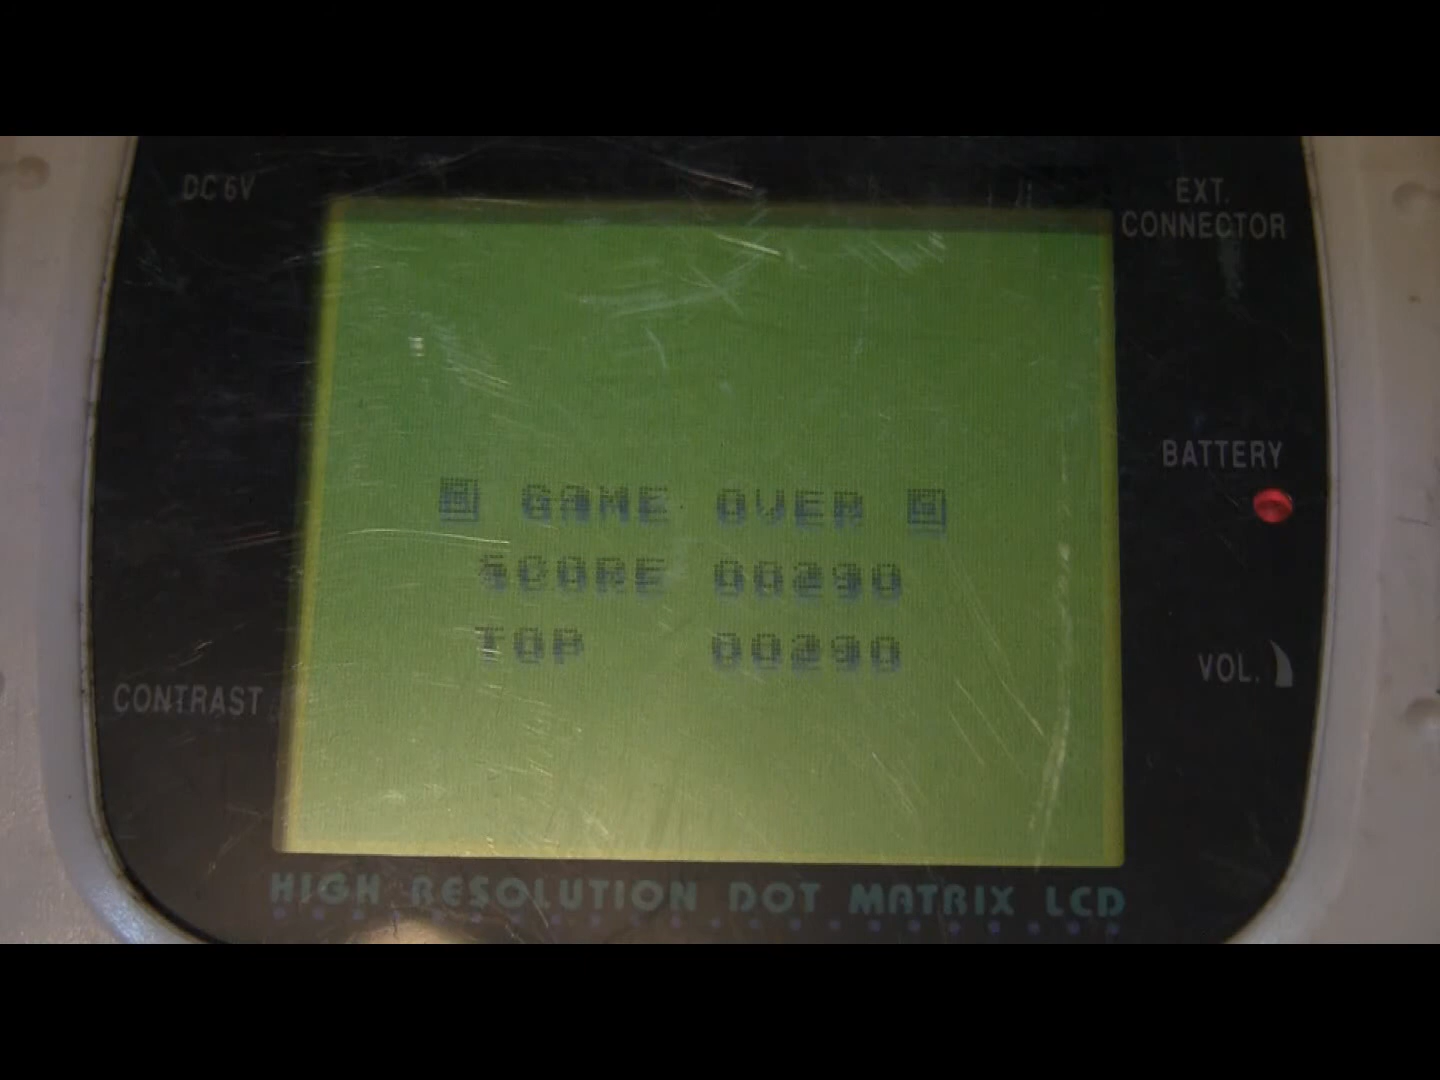 DC 6V
EXT.
CONNECTOR
BATTERY
GAME OVER
SCORE 00290
TOP 00290
VOL.
CONTRAST
HIGH RESOLUTION DOT MATRIX LCD